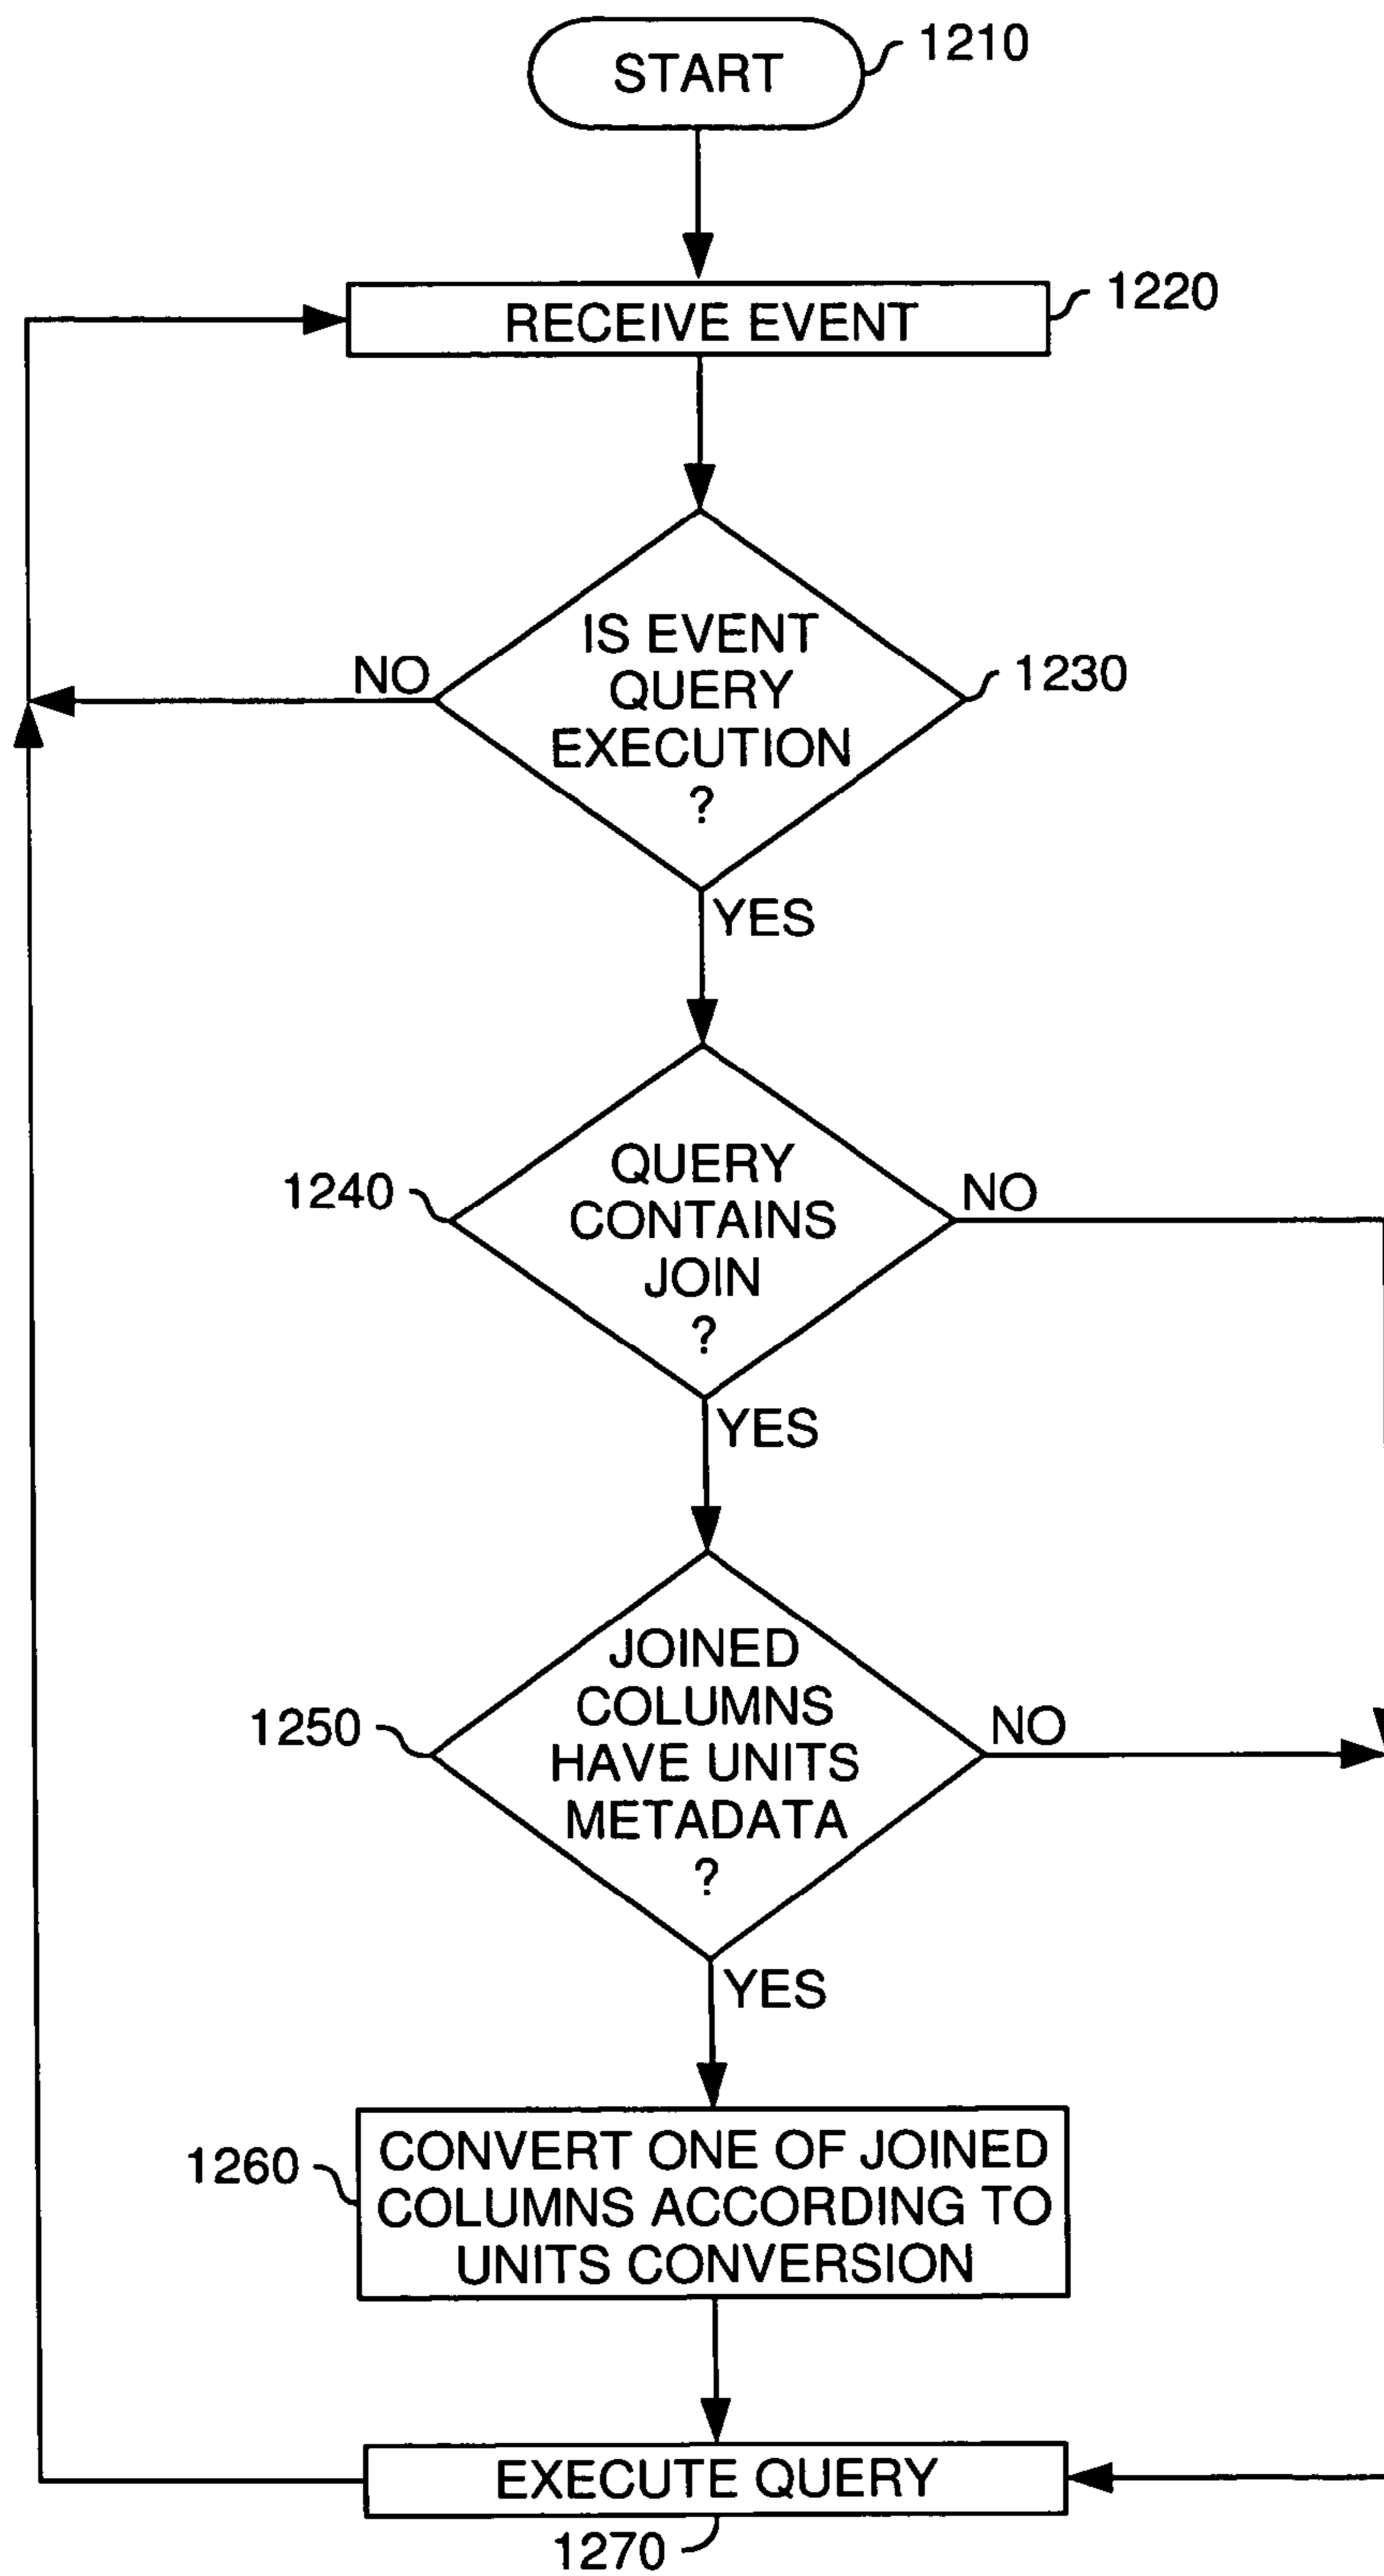 START
1210
RECEIVE EVENT
1220
IS EVENT
QUERY
EXECUTION
?
1230
NO
YES
QUERY
CONTAINS
JOIN
?
1240
NO
YES
JOINED
COLUMNS
HAVE UNITS
METADATA
?
1250
NO
YES
CONVERT ONE OF JOINED
COLUMNS ACCORDING TO
UNITS CONVERSION
1260
EXECUTE QUERY
1270